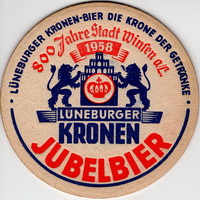 LÜNEBURGER KRONEN-BIER DIE KRONE DER GETRÄNKE
800 Jahre Stadt Winsen a/L.
1958
LÜNEBURGER
KRONEN
JUBELBIER